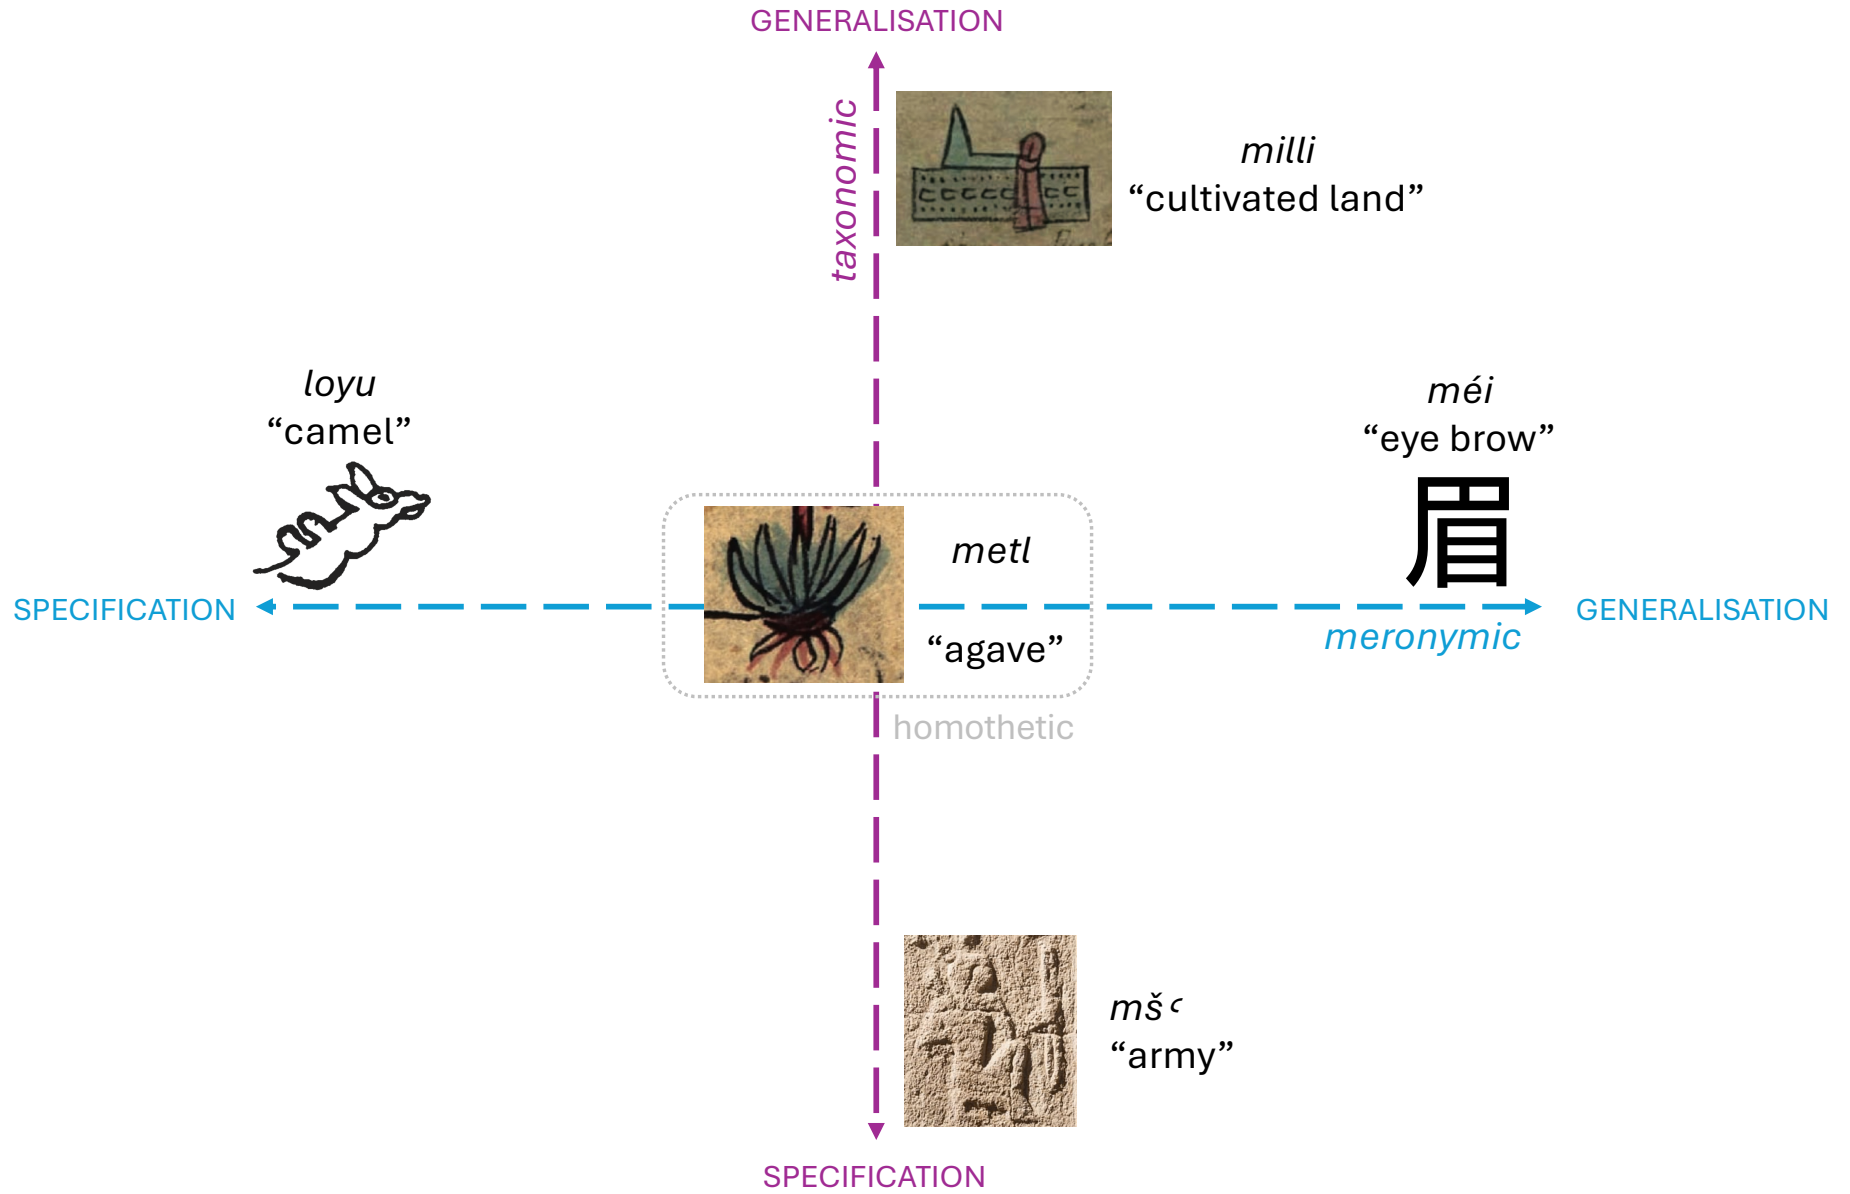 GENERALISATION
taxonomic
milli
“cultivated land”
loyu
“camel”
méi
“eye brow”
眉
metl
SPECIFICATION
GENERALISATION
meronymic
“agave”
homothetic
mšꜥ
“army”
SPECIFICATION